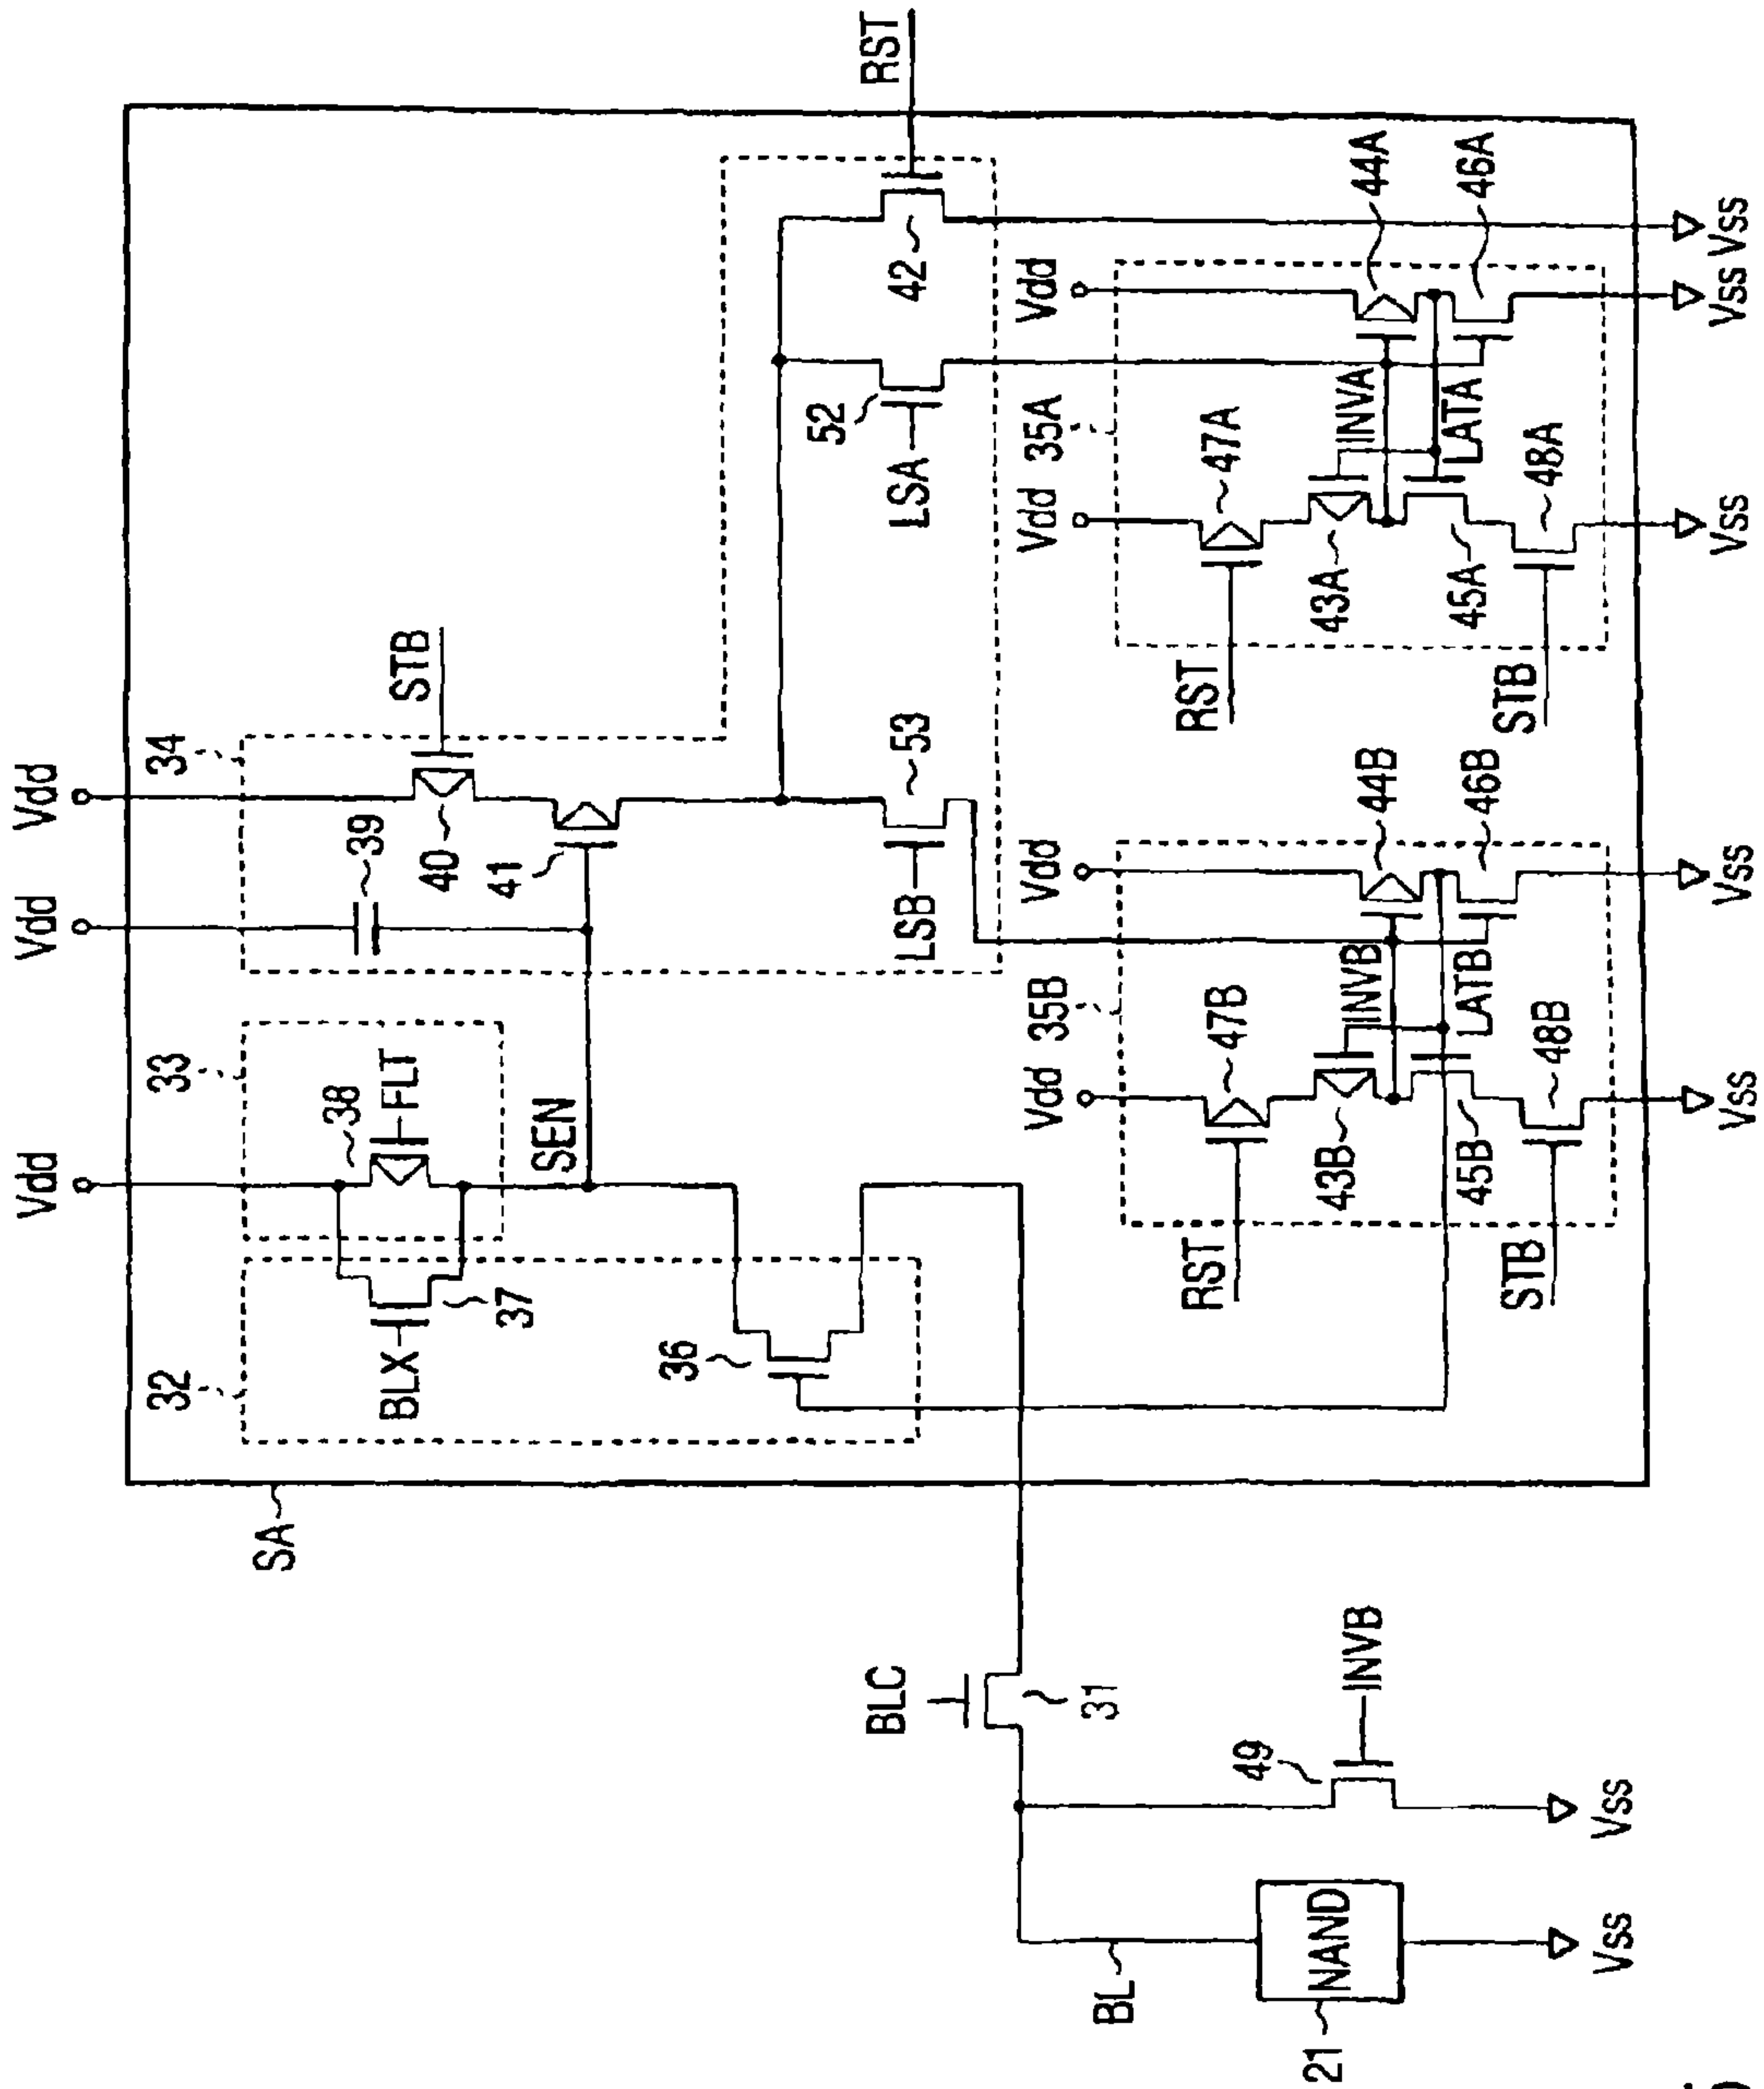 Vdd
Vdd
Vdd
32
33
34
SA
38
39
BLX
FLT
STB
40
41
37
SEN
36
52
BLC
RST
LSB
53
LSA
42
Vdd
35B
Vdd
Vdd
35A
Vdd
31
BL
RST
47B
RST
47A
49
21
NAND
43B
43A
INVB
INVB
44B
INVA
44A
45B
LATB
46B
45A
LATA
46A
STB
48B
STB
48A
Vss
Vss
Vss
Vss
Vss
Vss
Vss